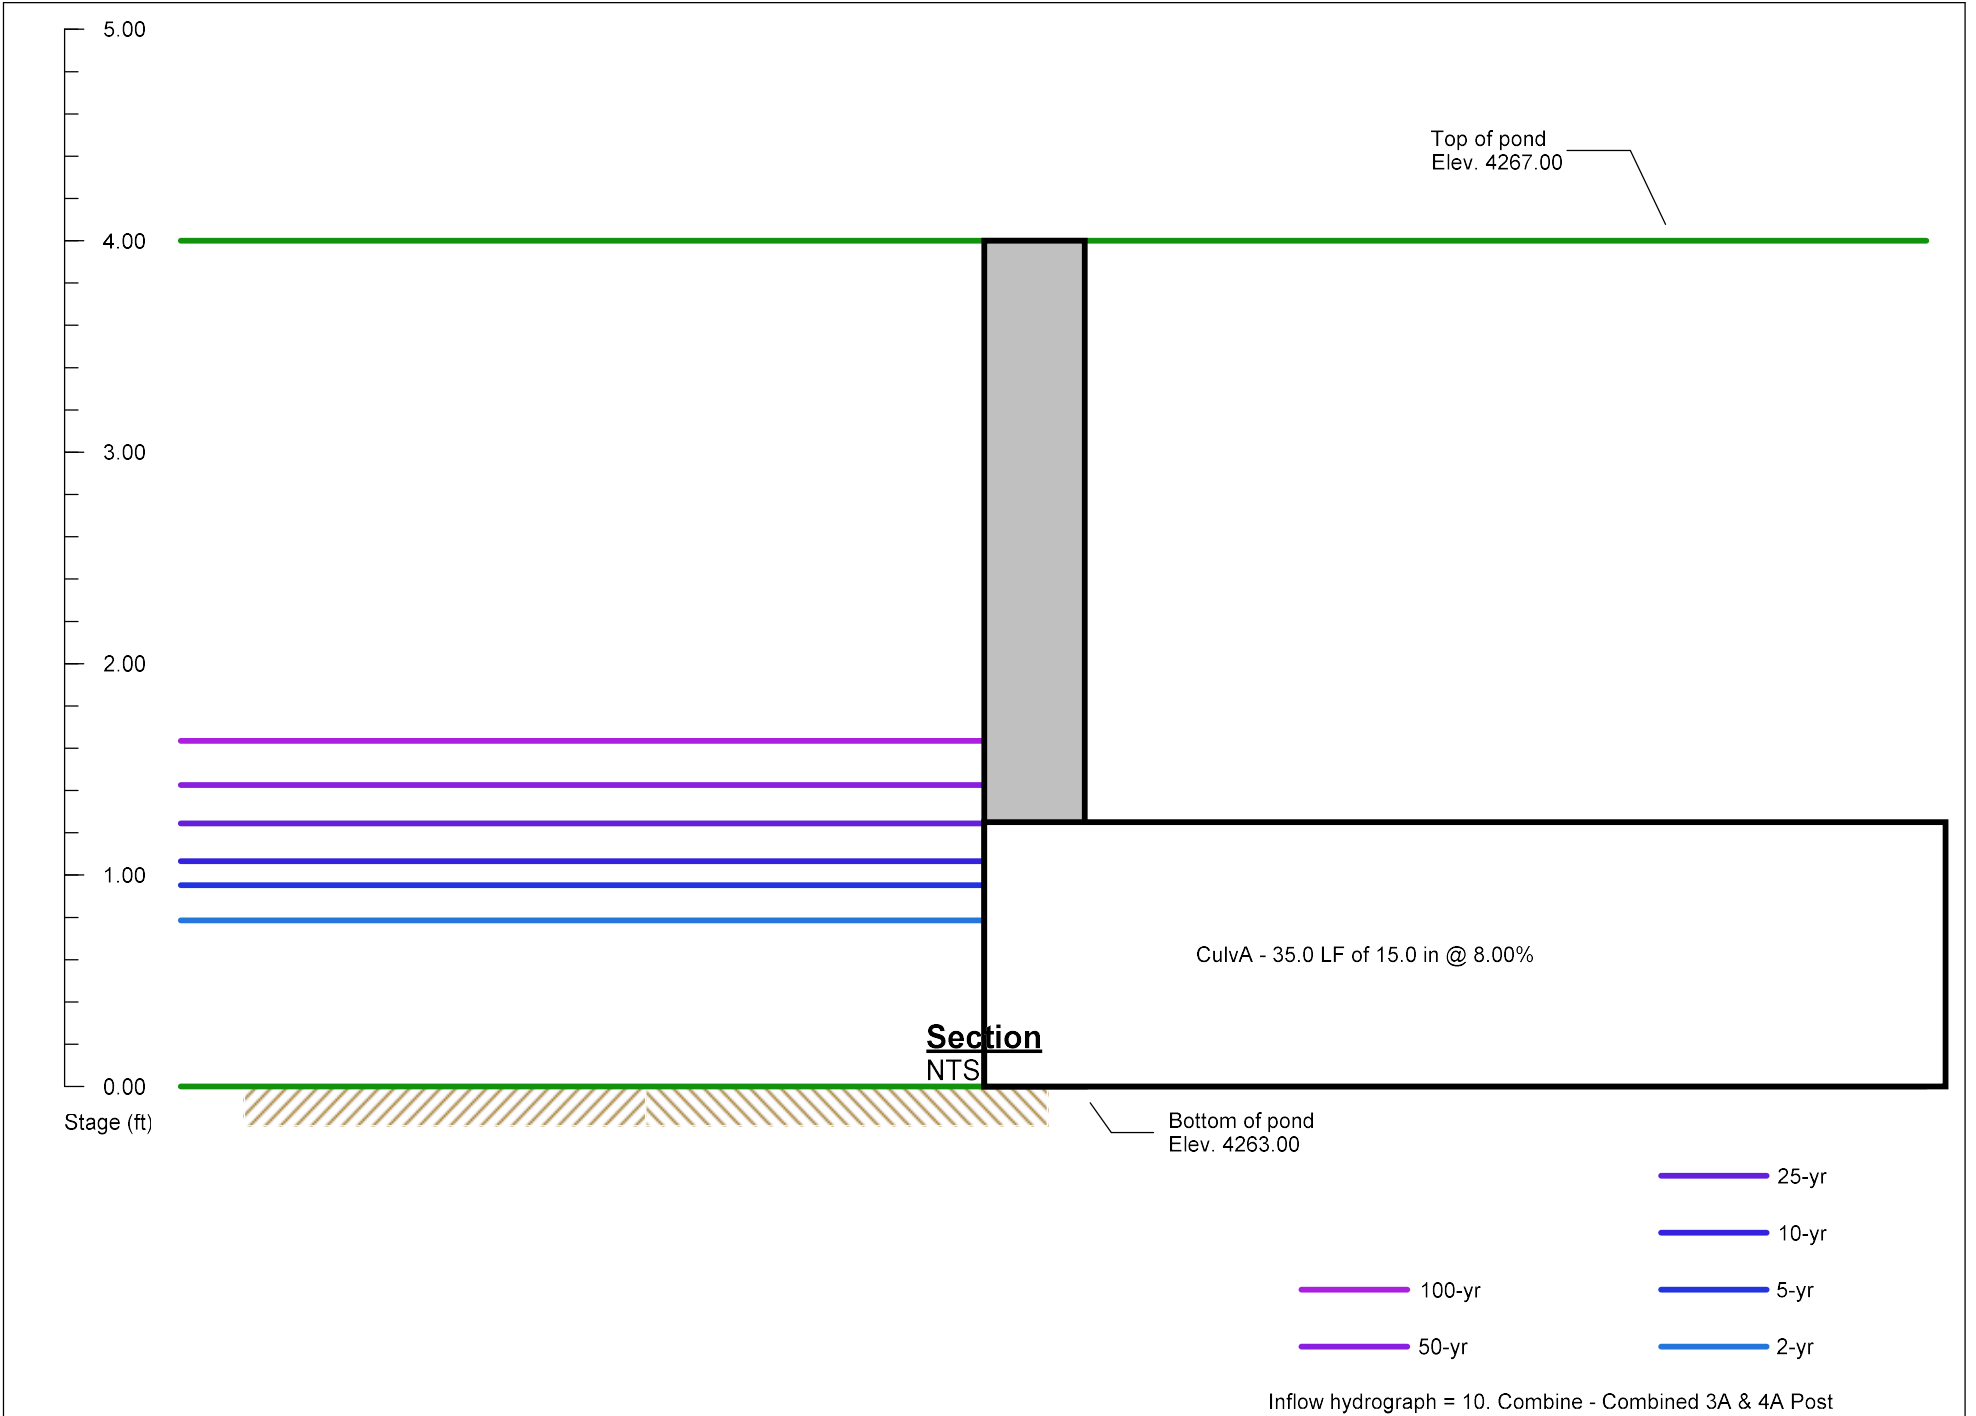 5.00
Top of pond
Elev. 4267.00
4.00
3.00
2.00
1.00
CulvA - 35.0 LF of 15.0 in @ 8.00%
Section
NTS
0.00
Stage (ft)
Bottom of pond
Elev. 4263.00
25-yr
10-yr
100-yr
5-yr
50-yr
2-yr
Inflow hydrograph = 10. Combine - Combined 3A & 4A Post